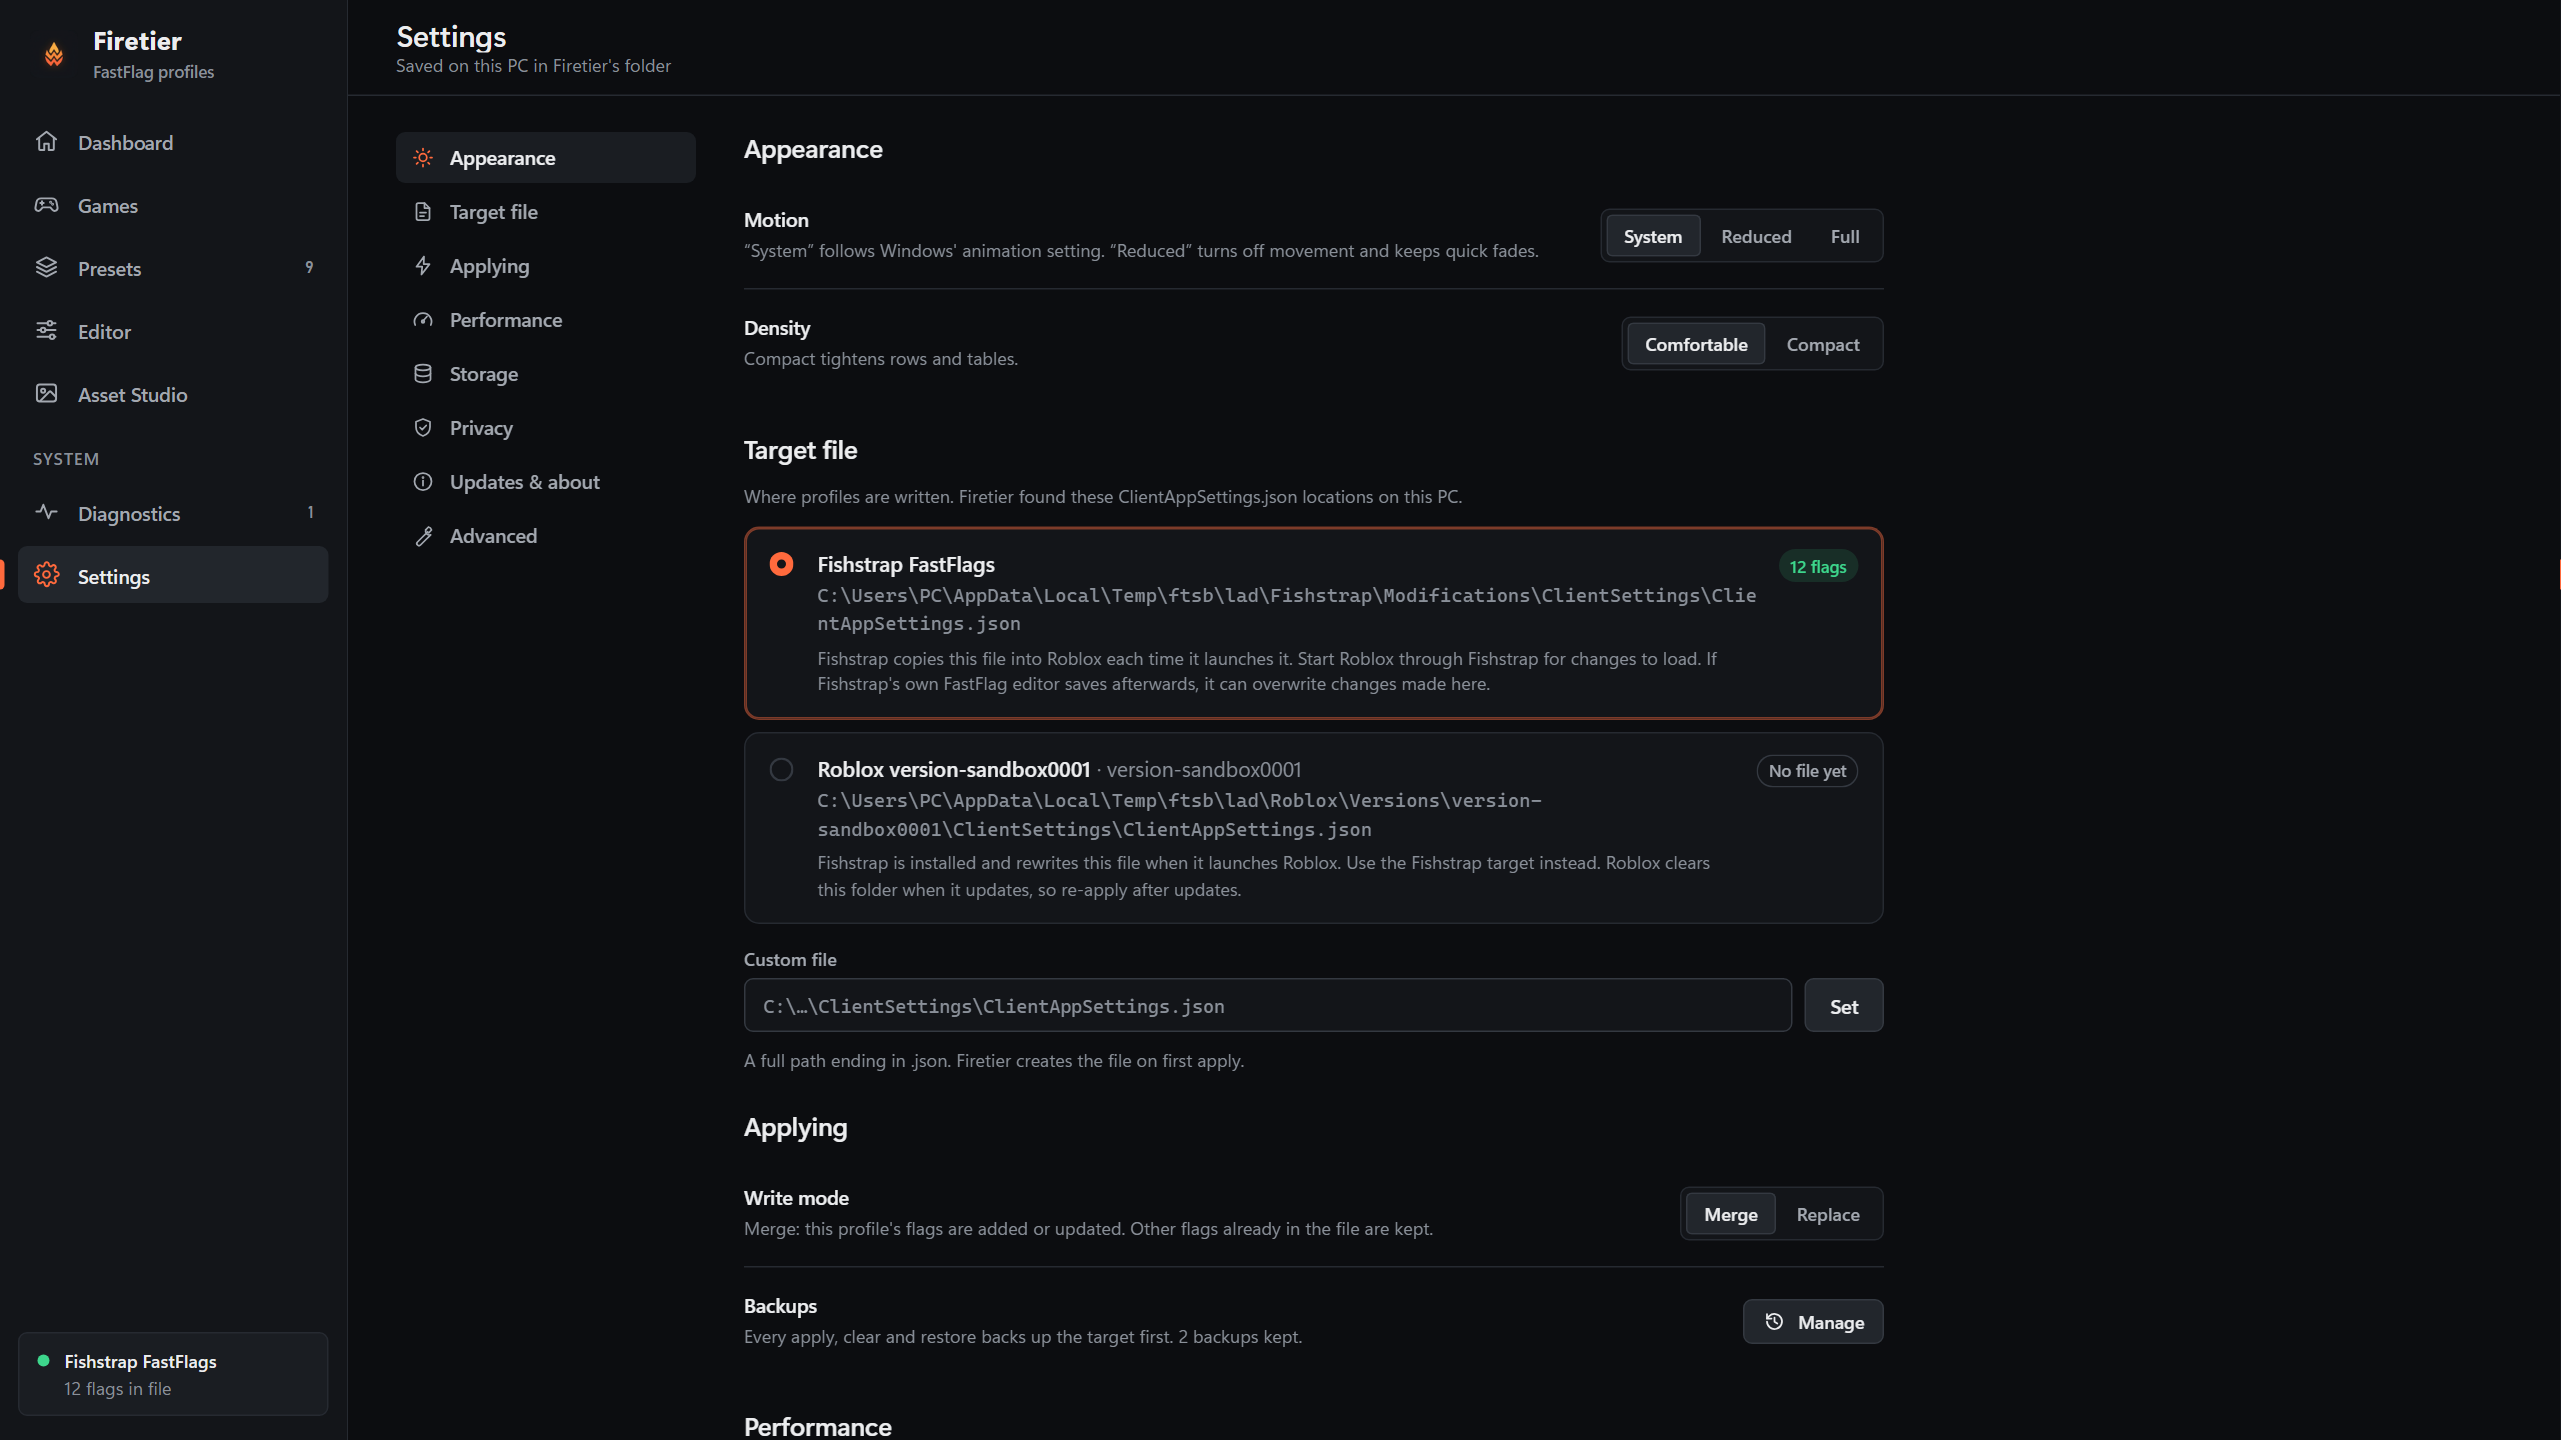 Firetier
FastFlag profiles
Dashboard
Games
Presets 9
Editor
Asset Studio
SYSTEM
Diagnostics 1
Settings
Fishstrap FastFlags
12 flags in file
Settings
Saved on this PC in Firetier's folder
Appearance
Target file
Applying
Performance
Storage
Privacy
Updates & about
Advanced
Appearance
Motion
“System” follows Windows' animation setting. “Reduced” turns off movement and keeps quick fades.
System Reduced Full
Density
Compact tightens rows and tables.
Comfortable Compact
Target file
Where profiles are written. Firetier found these ClientAppSettings.json locations on this PC.
Fishstrap FastFlags
12 flags
C:\Users\PC\AppData\Local\Temp\ftsb\lad\Fishstrap\Modifications\ClientSettings\Clie
ntAppSettings.json
Fishstrap copies this file into Roblox each time it launches it. Start Roblox through Fishstrap for changes to load. If
Fishstrap's own FastFlag editor saves afterwards, it can overwrite changes made here.
Roblox version-sandbox0001 · version-sandbox0001
No file yet
C:\Users\PC\AppData\Local\Temp\ftsb\lad\Roblox\Versions\version-
sandbox0001\ClientSettings\ClientAppSettings.json
Fishstrap is installed and rewrites this file when it launches Roblox. Use the Fishstrap target instead. Roblox clears
this folder when it updates, so re-apply after updates.
Custom file
C:\…\ClientSettings\ClientAppSettings.json
Set
A full path ending in .json. Firetier creates the file on first apply.
Applying
Write mode
Merge: this profile's flags are added or updated. Other flags already in the file are kept.
Merge Replace
Backups
Every apply, clear and restore backs up the target first. 2 backups kept.
Manage
Performance